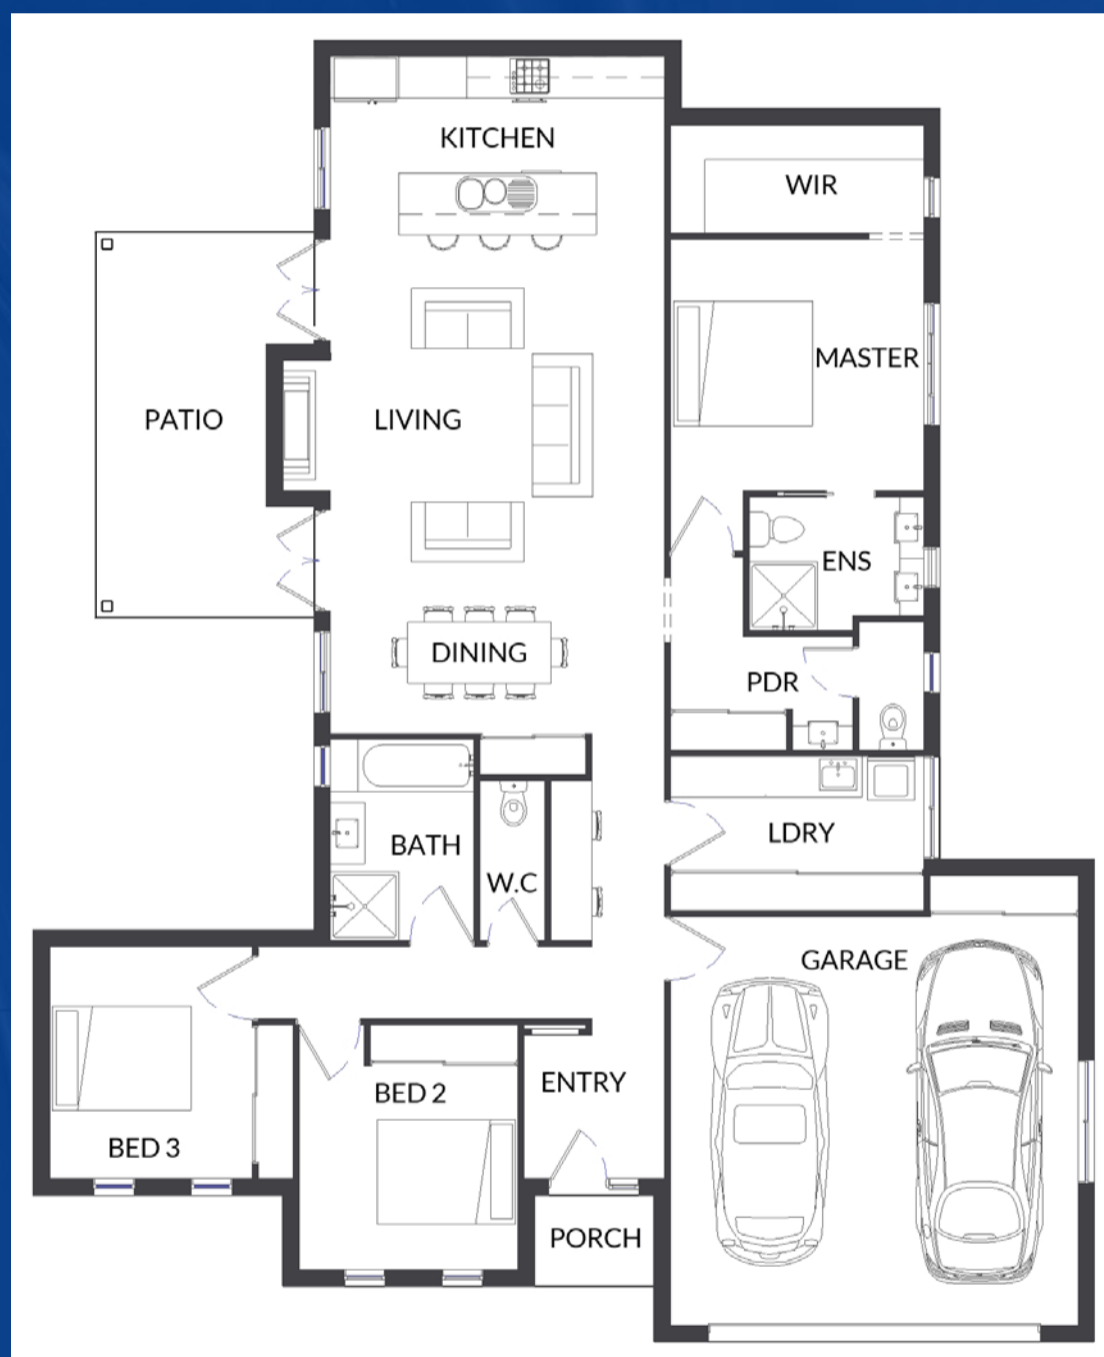 KITCHEN
WIR
MASTER
PATIO
LIVING
ENS
DINING
PDR
LDRY
BATH
W.C
GARAGE
ENTRY
BED 2
BED 3
PORCH